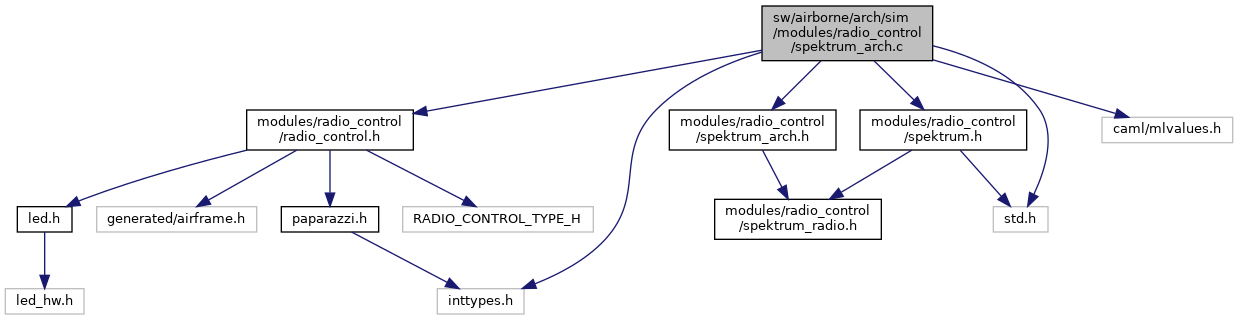 sw/airborne/arch/sim
/modules/radio_control
/spektrum_arch.c
modules/radio_control
/radio_control.h
modules/radio_control
/spektrum_arch.h
modules/radio_control
/spektrum.h
caml/mlvalues.h
led.h
generated/airframe.h
paparazzi.h
RADIO_CONTROL_TYPE_H
modules/radio_control
/spektrum_radio.h
std.h
led_hw.h
inttypes.h